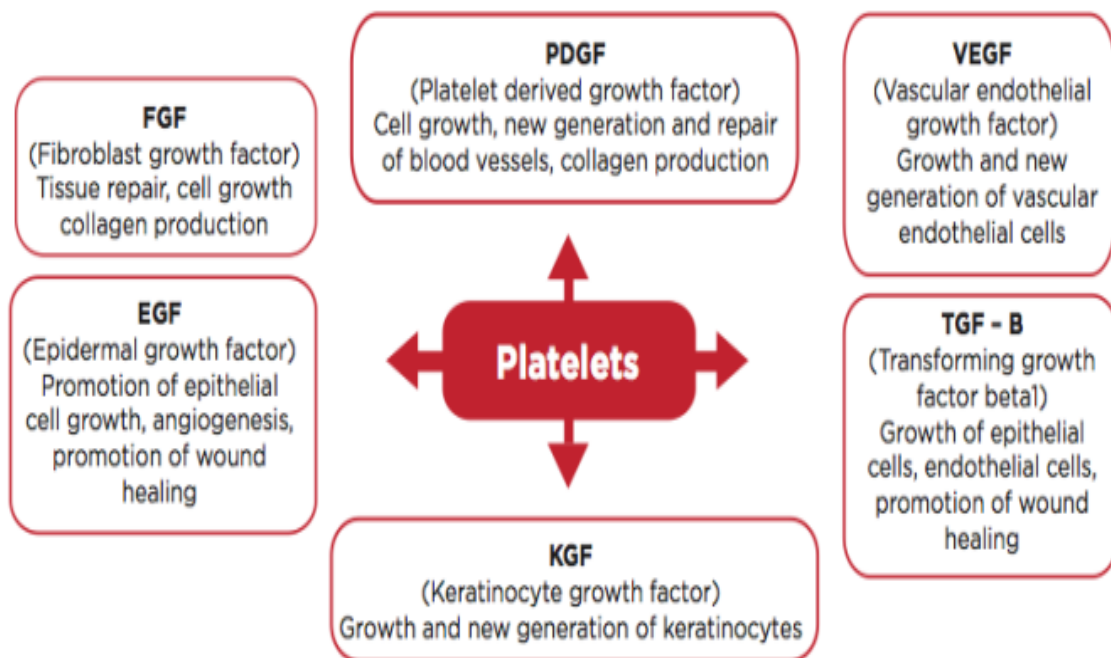 PDGF
(Platelet derived growth factor)
Cell growth, new generation and repair
of blood vessels, collagen production
VEGF
(Vascular endothelial
growth factor)
Growth and new
generation of vascular
endothelial cells
FGF
(Fibroblast growth factor)
Tissue repair, cell growth
collagen production
EGF
(Epidermal growth factor)
Promotion of epithelial
cell growth, angiogenesis,
promotion of wound
healing
Platelets
TGF – B
(Transforming growth
factor beta1)
Growth of epithelial
cells, endothelial cells,
promotion of wound
healing
KGF
(Keratinocyte growth factor)
Growth and new generation of keratinocytes